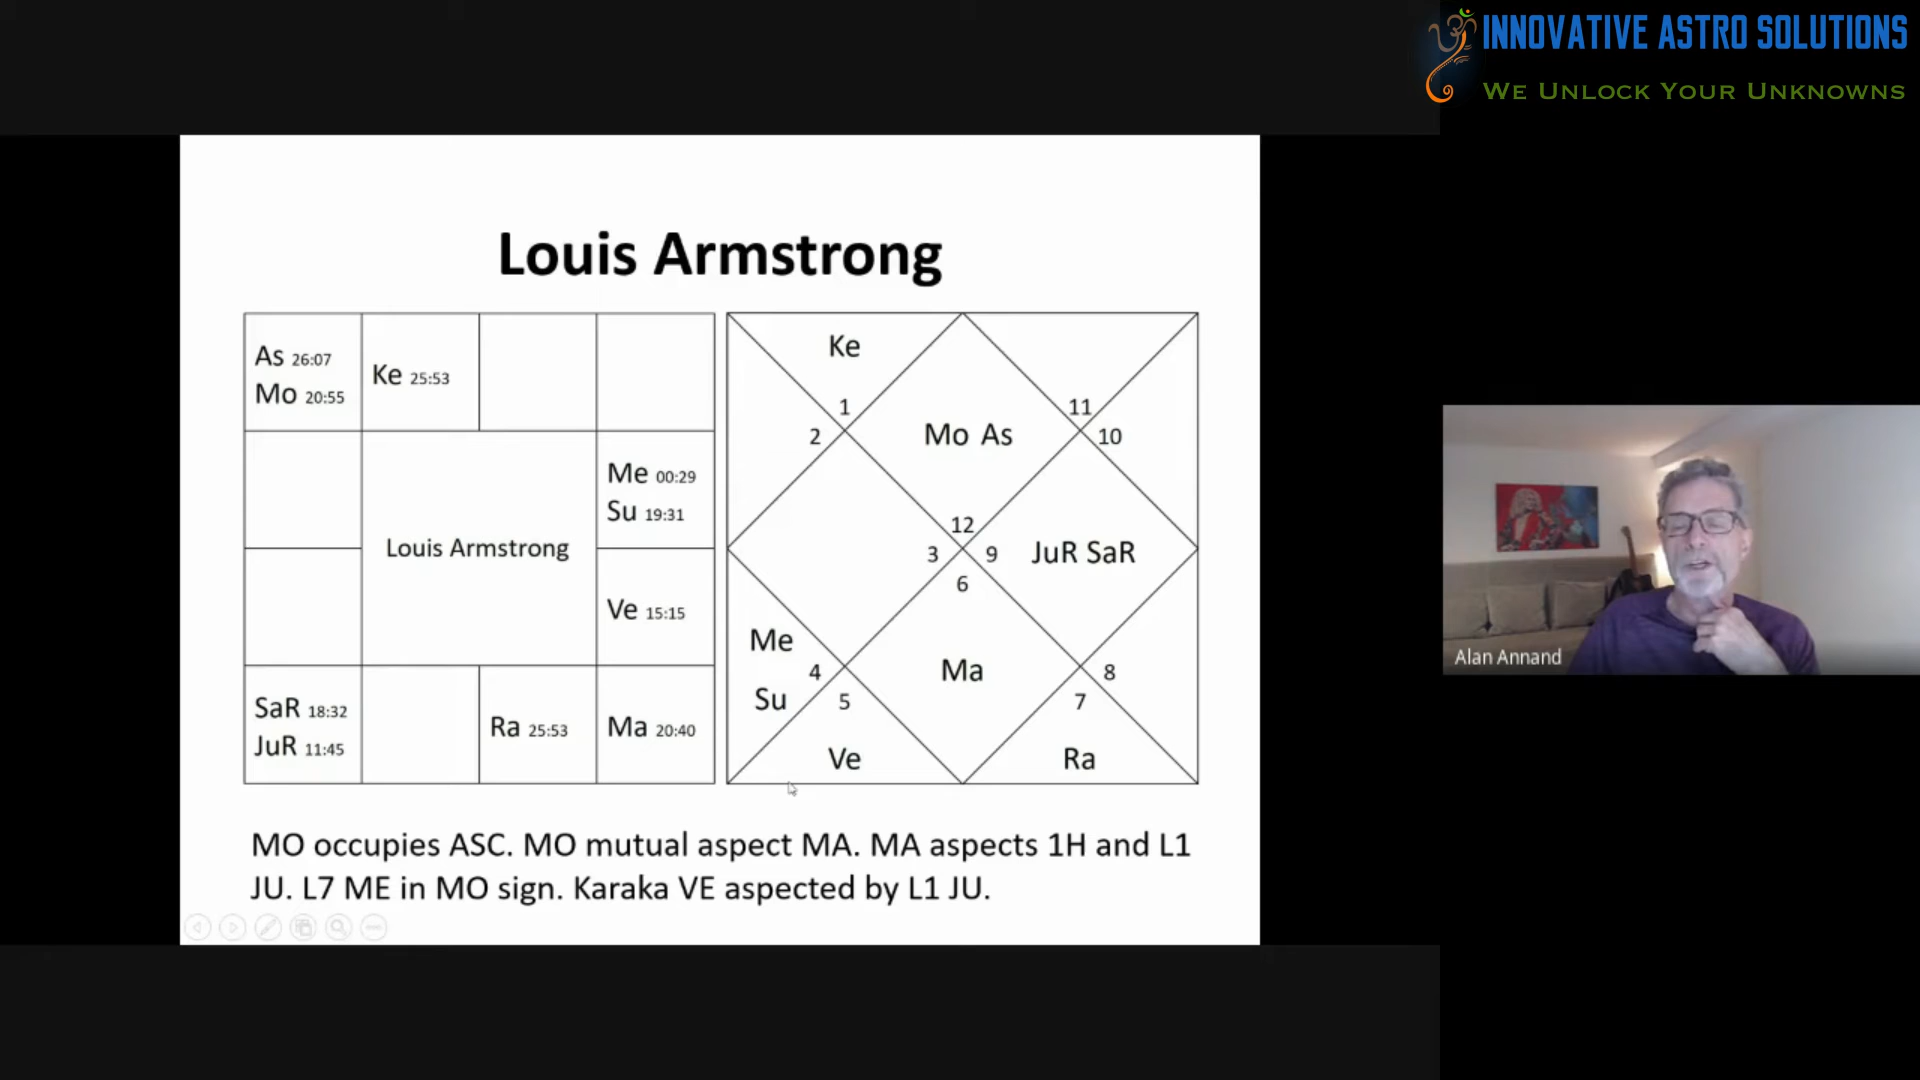 INNOVATIVE ASTRO SOLUTIONS
WE UNLOCK YOUR UNKNOWNS
Louis Armstrong
As 26:07
Mo 20:55
Ke 25:53
Me 00:29
Su 19:31
Louis Armstrong
Ve 15:15
SaR 18:32
JuR 11:45
Ra 25:53
Ma 20:40
Ke
1
2
Mo As
11
10
12
3
9
6
JuR SaR
Me
4
Su
5
Ve
Ma
8
7
Ra
MO occupies ASC. MO mutual aspect MA. MA aspects 1H and L1
JU. L7 ME in MO sign. Karaka VE aspected by L1 JU.
Alan Annand